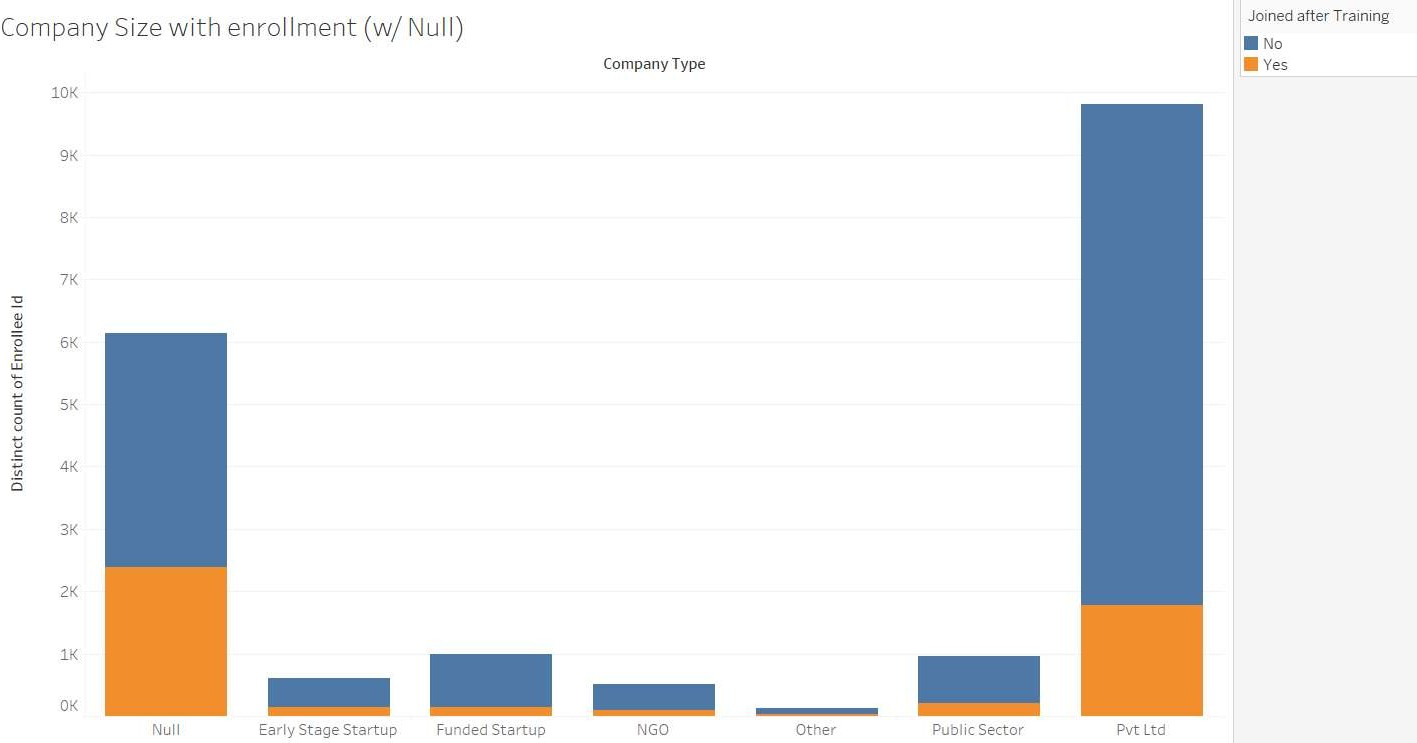 Company Size with enrollment (w/ Null)
Joined after Training
No
Yes
Company Type
10K
9K
8K
7K
6K
5K
4K
3K
2K
1K
0K
Distinct count of Enrollee Id
Null Early Stage Startup Funded Startup NGO Other Public Sector Pvt Ltd